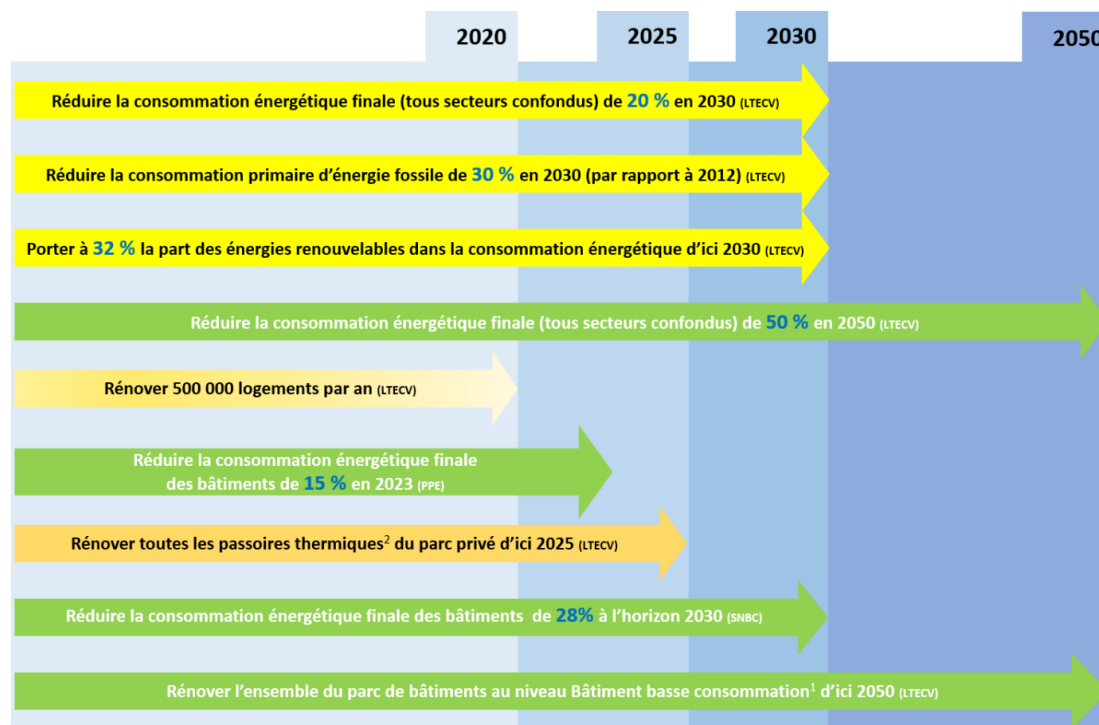 2020 2025 2030 2050
Réduire la consommation énergétique finale (tous secteurs confondus) de 20 % en 2030 (LTECV)
Réduire la consommation primaire d'énergie fossile de 30 % en 2030 (par rapport à 2012) (LTECV)
Porter à 32 % la part des énergies renouvelables dans la consommation énergétique d'ici 2030 (LTECV)
Réduire la consommation énergétique finale (tous secteurs confondus) de 50 % en 2050 (LTECV)
Rénover 500 000 logements par an (LTECV)
Réduire la consommation énergétique finale
des bâtiments de 15 % en 2023 (PPE)
Rénover toutes les passoires thermiques² du parc privé d'ici 2025 (LTECV)
Réduire la consommation énergétique finale des bâtiments de 28% à l'horizon 2030 (SNBC)
Rénover l'ensemble du parc de bâtiments au niveau Bâtiment basse consommation¹ d'ici 2050 (LTECV)